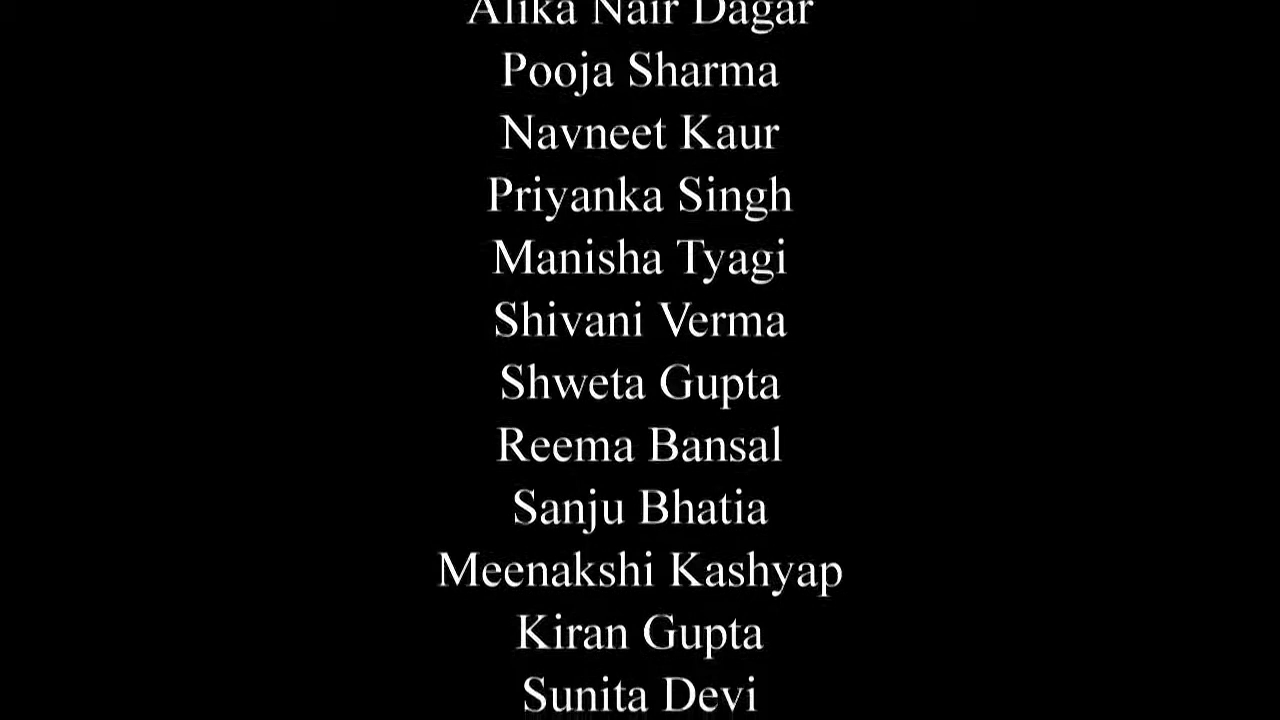 Alika Nair Dagar
Pooja Sharma
Navneet Kaur
Priyanka Singh
Manisha Tyagi
Shivani Verma
Shweta Gupta
Reema Bansal
Sanju Bhatia
Meenakshi Kashyap
Kiran Gupta
Sunita Devi